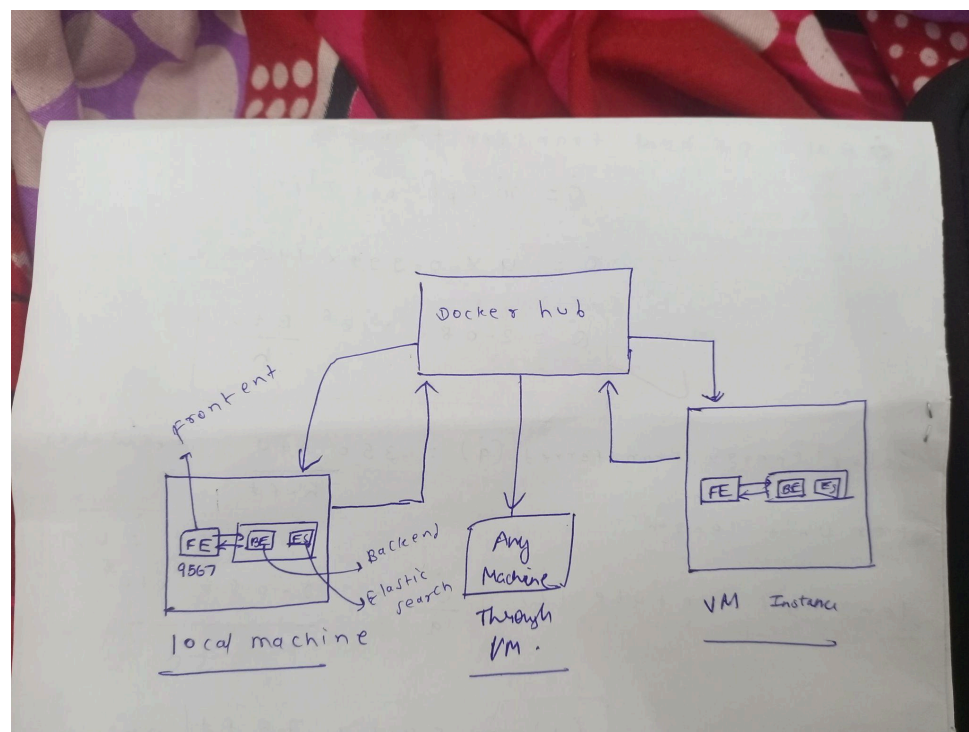 Docker hub
frontent
FE
BE
ES
9567
Backend
Elastic
search
local machine
Any
Machine
Through
VM.
FE
BE
ES
VM Instance